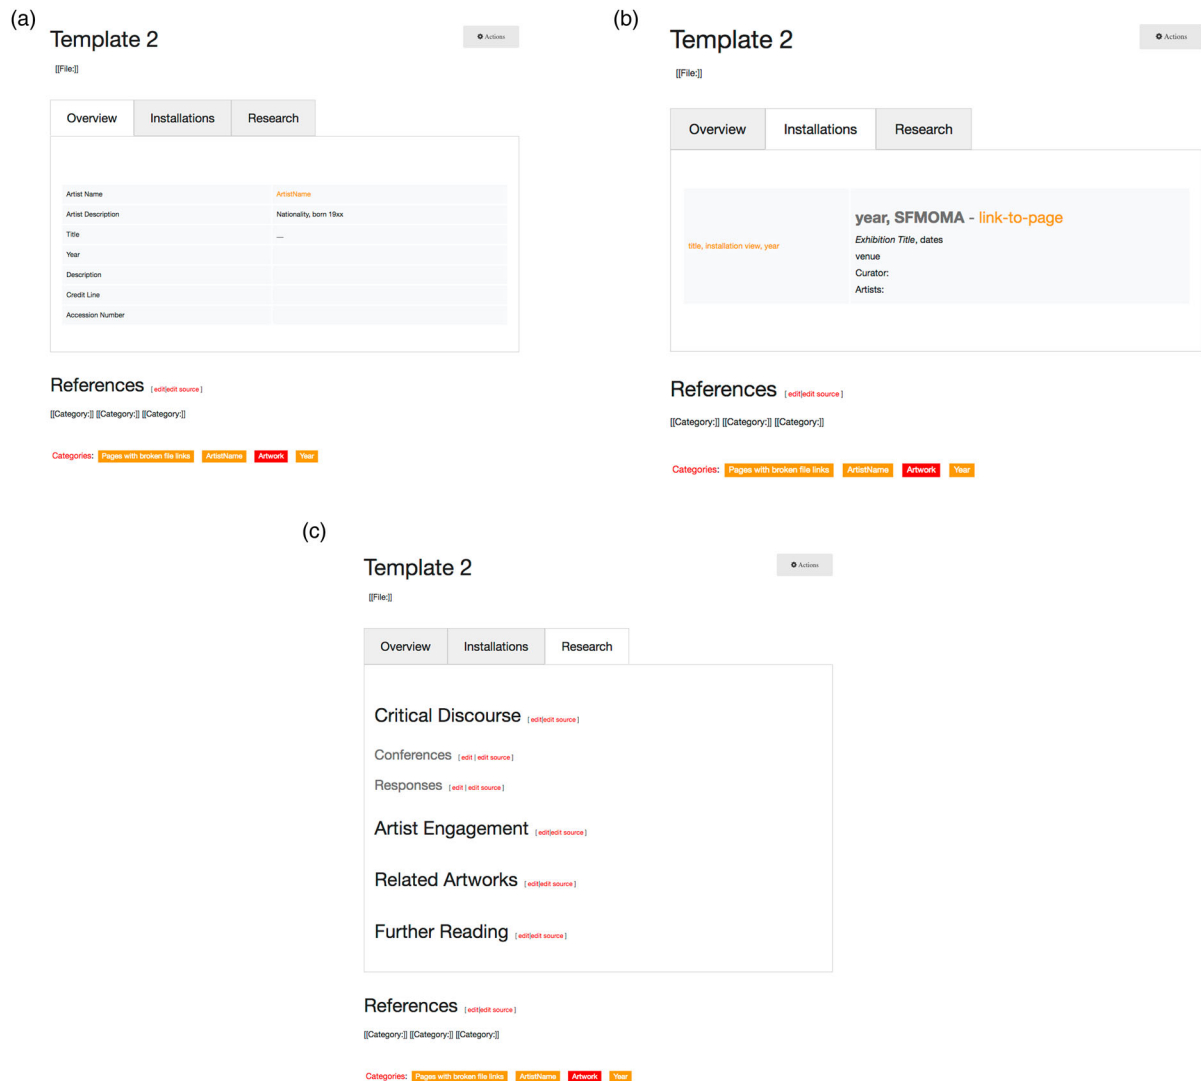 (a)
Template 2
Actions
[[File:]]
Overview Installations Research
Artist Name ArtistName
Artist Description Nationality, born 19xx
Title __
Year
Description
Credit Line
Accession Number
References [ edit|edit source ]
[[Category:]] [[Category:]] [[Category:]]
Categories: Pages with broken file links ArtistName Artwork Year
(b)
Template 2
Actions
[[File:]]
Overview Installations Research
title, installation view, year
year, SFMOMA - link-to-page
Exhibition Title, dates
venue
Curator:
Artists:
References [ edit|edit source ]
[[Category:]] [[Category:]] [[Category:]]
Categories: Pages with broken file links ArtistName Artwork Year
(c)
Template 2
Actions
[[File:]]
Overview Installations Research
Critical Discourse [ edit|edit source ]
Conferences [ edit | edit source ]
Responses [ edit | edit source ]
Artist Engagement [ edit|edit source ]
Related Artworks [ edit|edit source ]
Further Reading [ edit|edit source ]
References [ edit|edit source ]
[[Category:]] [[Category:]] [[Category:]]
Categories: Pages with broken file links ArtistName Artwork Year